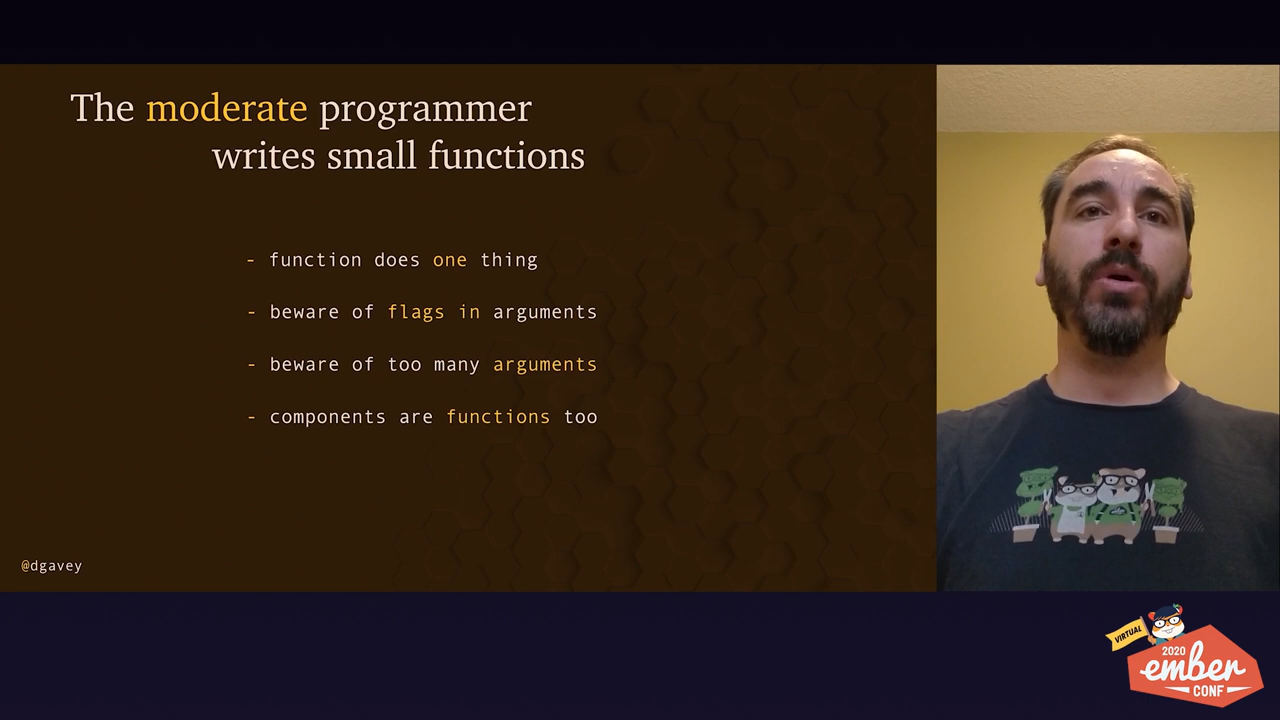 The moderate programmer
writes small functions
- function does one thing
- beware of flags in arguments
- beware of too many arguments
- components are functions too
@dgavey
VIRTUAL
2020
ember
CONF